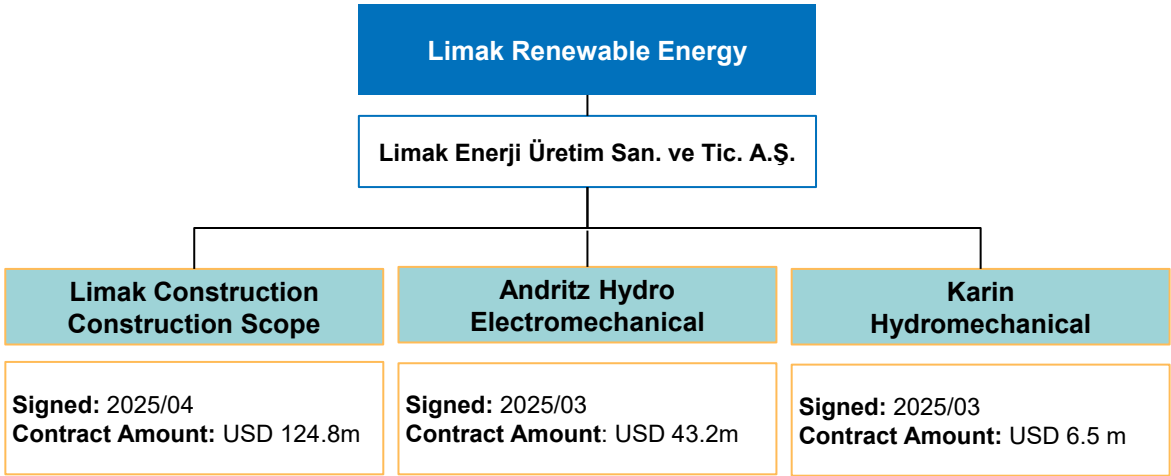 Limak Renewable Energy
Limak Enerji Üretim San. ve Tic. A.Ş.
Limak Construction
Construction Scope
Signed: 2025/04
Contract Amount: USD 124.8m
Andritz Hydro
Electromechanical
Signed: 2025/03
Contract Amount: USD 43.2m
Karin
Hydromechanical
Signed: 2025/03
Contract Amount: USD 6.5 m